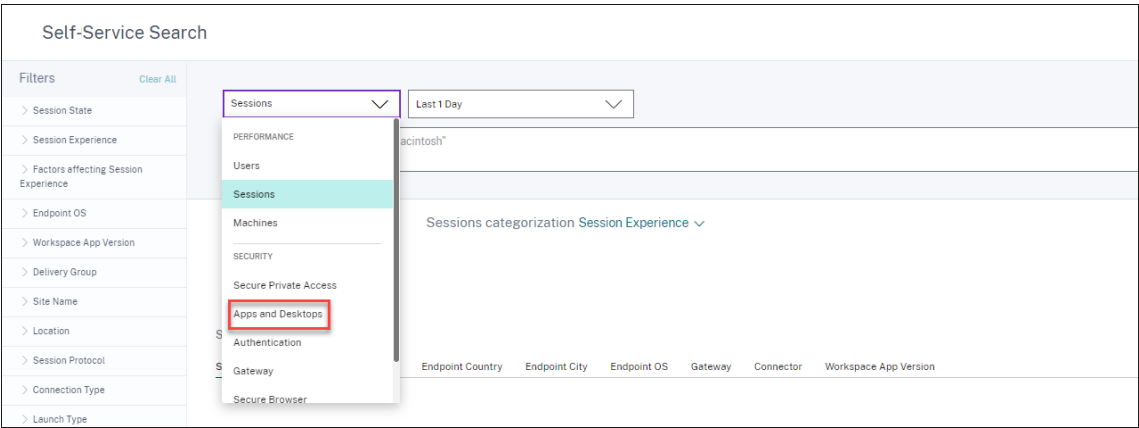 Self-Service Search
Filters
Clear All
Session State
Session Experience
Factors affecting Session
Experience
Endpoint OS
Workspace App Version
Delivery Group
Site Name
Location
Session Protocol
Connection Type
Launch Type
Sessions
Last 1 Day
acintosh"
PERFORMANCE
Users
Sessions
Machines
SECURITY
Secure Private Access
Apps and Desktops
Authentication
Gateway
Secure Browser
Sessions categorization Session Experience
S
S
Endpoint Country Endpoint City Endpoint OS Gateway Connector Workspace App Version